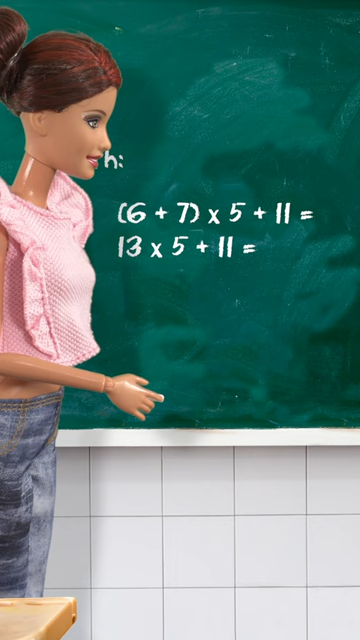 h:
(6 + 7) x 5 + 11 =
13 x 5 + 11 =